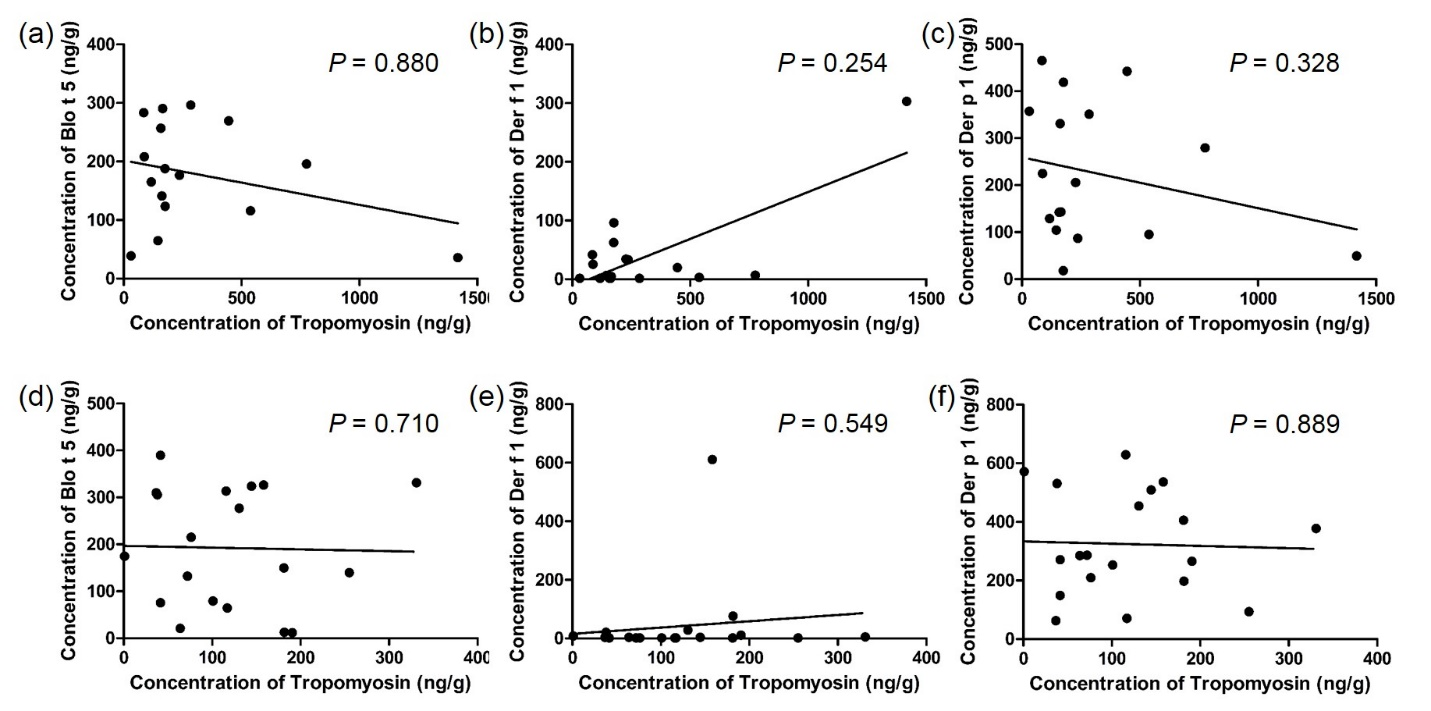 (a)
Concentration of Blo t 5 (ng/g)
400
300
200
100
0
P = 0.880
0 500 1000 150
Concentration of Tropomyosin (ng/g)
(b)
Concentration of Der f 1 (ng/g)
400
300
200
100
0
P = 0.254
0 500 1000 1500
Concentration of Tropomyosin (ng/g)
(c)
Concentration of Der p 1 (ng/g)
500
400
300
200
100
0
P = 0.328
0 500 1000 1500
Concentration of Tropomyosin (ng/g)
(d)
Concentration of Blo t 5 (ng/g)
500
400
300
200
100
0
P = 0.710
0 100 200 300 400
Concentration of Tropomyosin (ng/g)
(e)
Concentration of Der f 1 (ng/g)
800
600
400
200
0
P = 0.549
0 100 200 300 400
Concentration of Tropomyosin (ng/g)
(f)
Concentration of Der p 1 (ng/g)
800
600
400
200
0
P = 0.889
0 100 200 300 400
Concentration of Tropomyosin (ng/g)